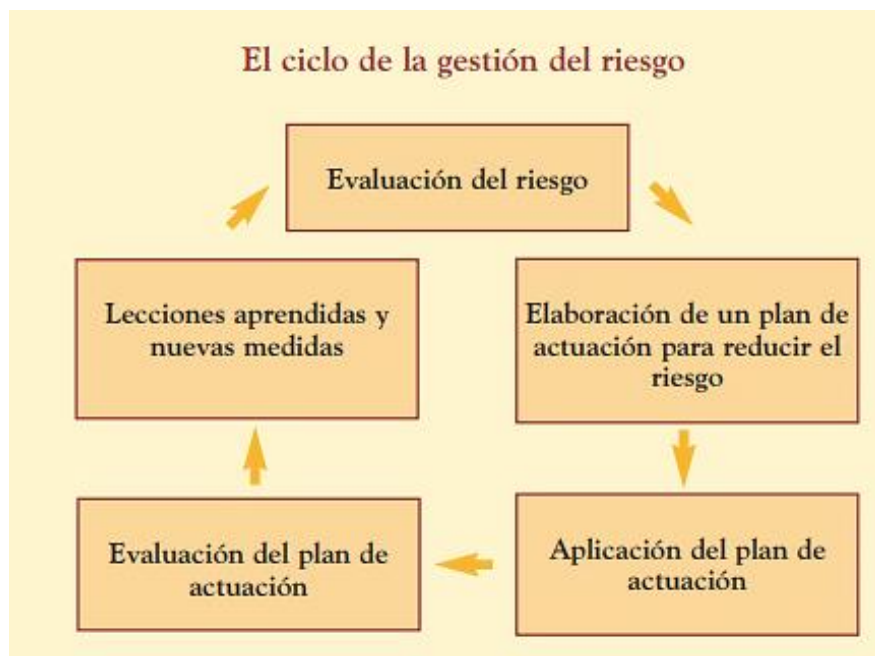 El ciclo de la gestión del riesgo
Evaluación del riesgo
Elaboración de un plan de
actuación para reducir el
riesgo
Aplicación del plan de
actuación
Evaluación del plan de
actuación
Lecciones aprendidas y
nuevas medidas